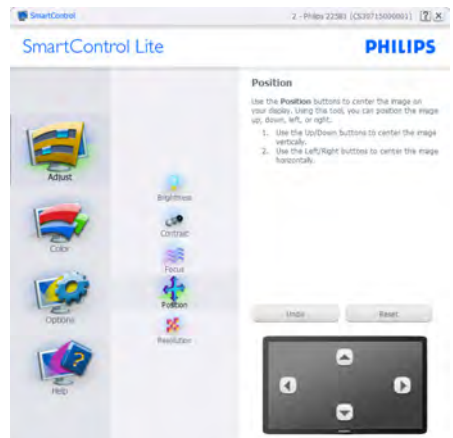 SmartControl
2 - Philips 225B1 (CS30715000001)
SmartControl Lite
PHILIPS
Position
Use the Position buttons to center the image on
your display. Using this tool, you can position the image
up, down, left, or right.
1. Use the Up/Down buttons to center the image
vertically.
2. Use the Left/Right buttons to center the image
horizontally.
Adjust
Color
Options
Help
Brightness
Contrast
Focus
Position
Resolution
Undo
Reset